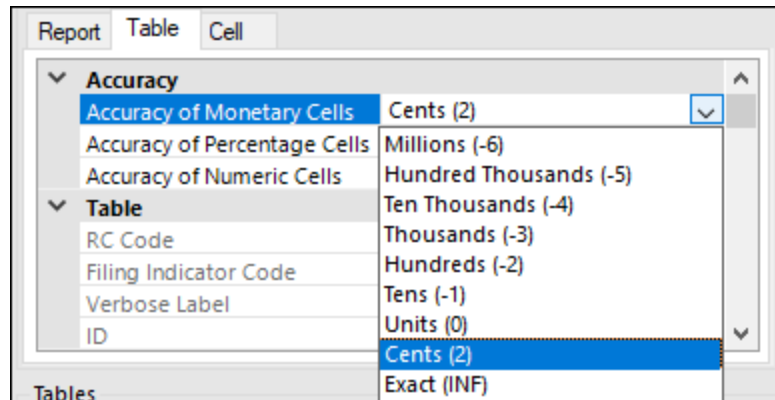 Report Table Cell
Accuracy
Accuracy of Monetary Cells Cents (2)
Accuracy of Percentage Cells Millions (-6)
Accuracy of Numeric Cells Hundred Thousands (-5)
Table Ten Thousands (-4)
RC Code Thousands (-3)
Filing Indicator Code Hundreds (-2)
Verbose Label Tens (-1)
ID Units (0)
Cents (2)
Tables Exact (INF)